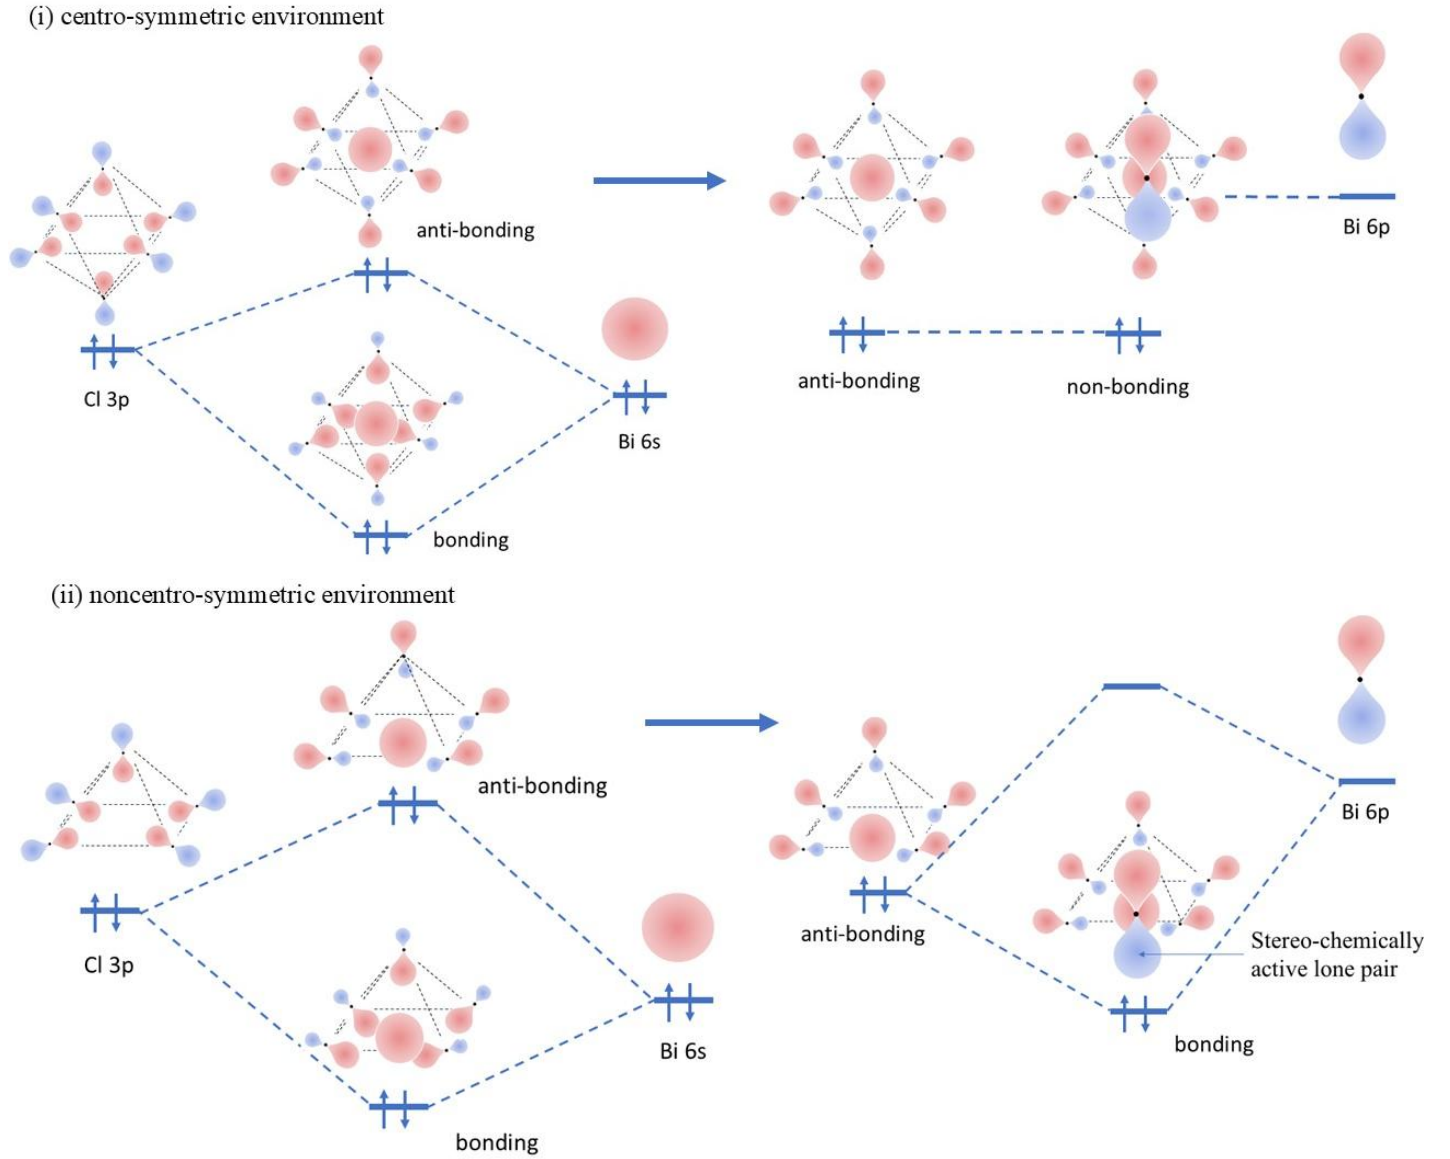 (i) centro-symmetric environment
anti-bonding
Cl 3p
Bi 6s
bonding
anti-bonding
non-bonding
Bi 6p
(ii) noncentro-symmetric environment
anti-bonding
Cl 3p
Bi 6s
bonding
anti-bonding
Bi 6p
Stereo-chemically
active lone pair
bonding